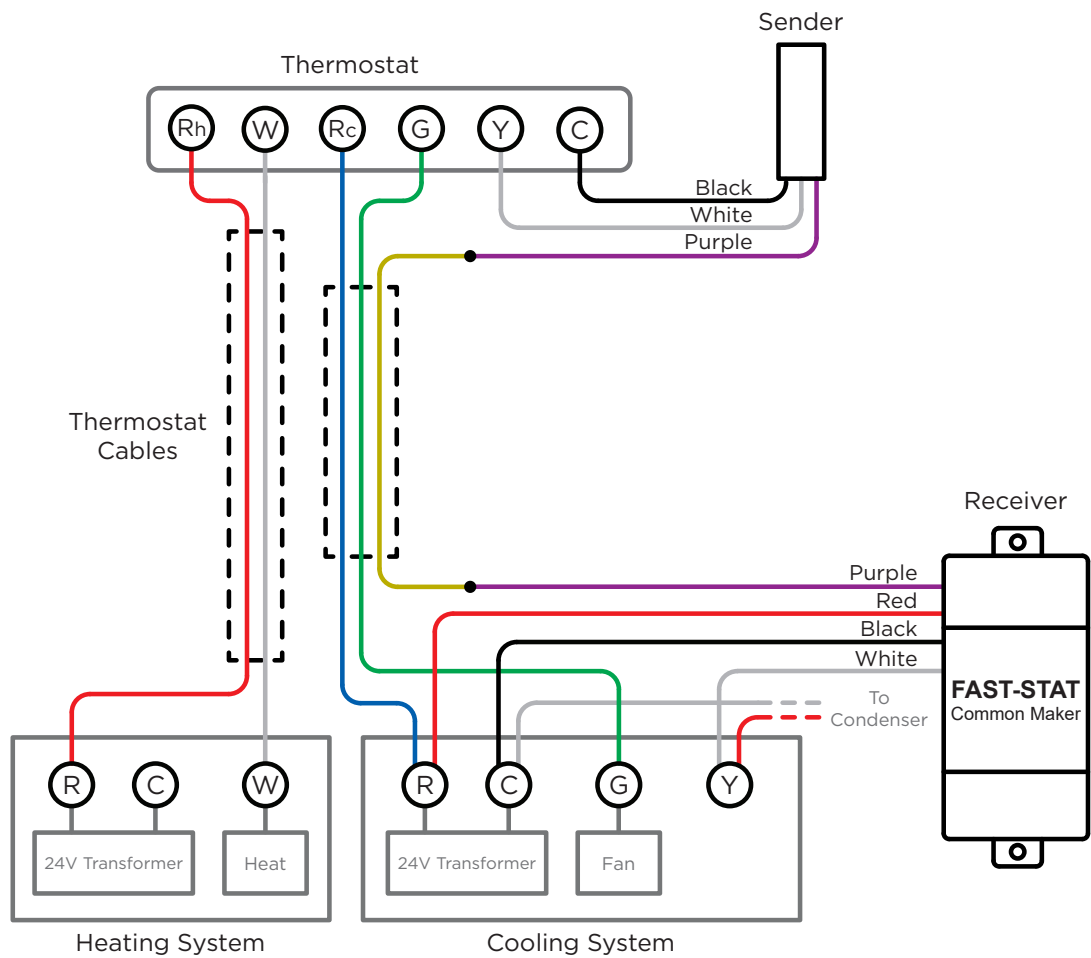 Sender
Thermostat
Rh W Rc G Y C
Black
White
Purple
Thermostat
Cables
Receiver
Purple
Red
Black
White
To
Condenser
FAST-STAT
Common Maker
R C W
R C G Y
24V Transformer
Heat
24V Transformer
Fan
Heating System
Cooling System